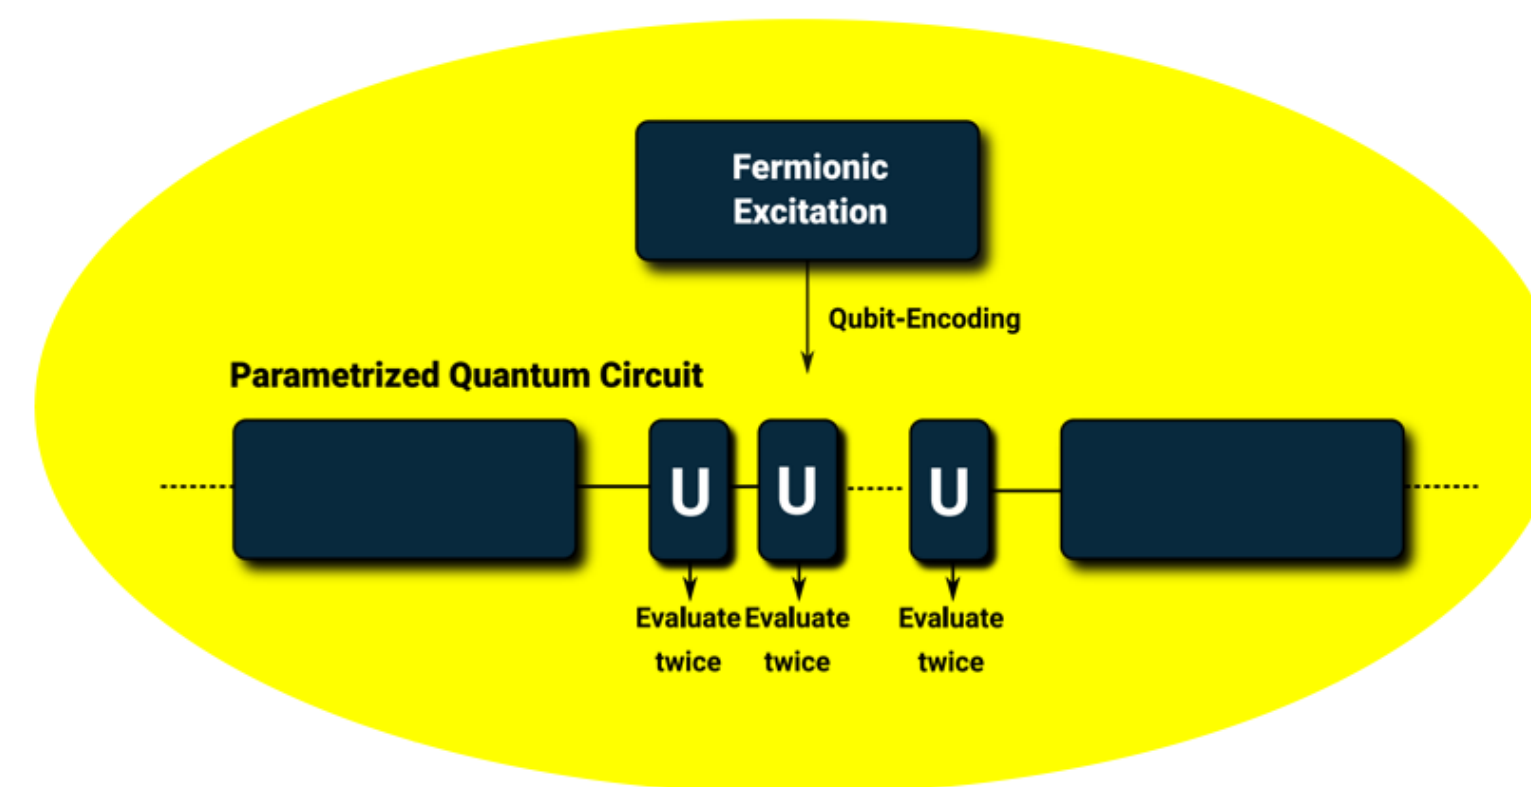 Fermionic
Excitation
Qubit-Encoding
Parametrized Quantum Circuit
U U U
Evaluate Evaluate Evaluate
twice twice twice